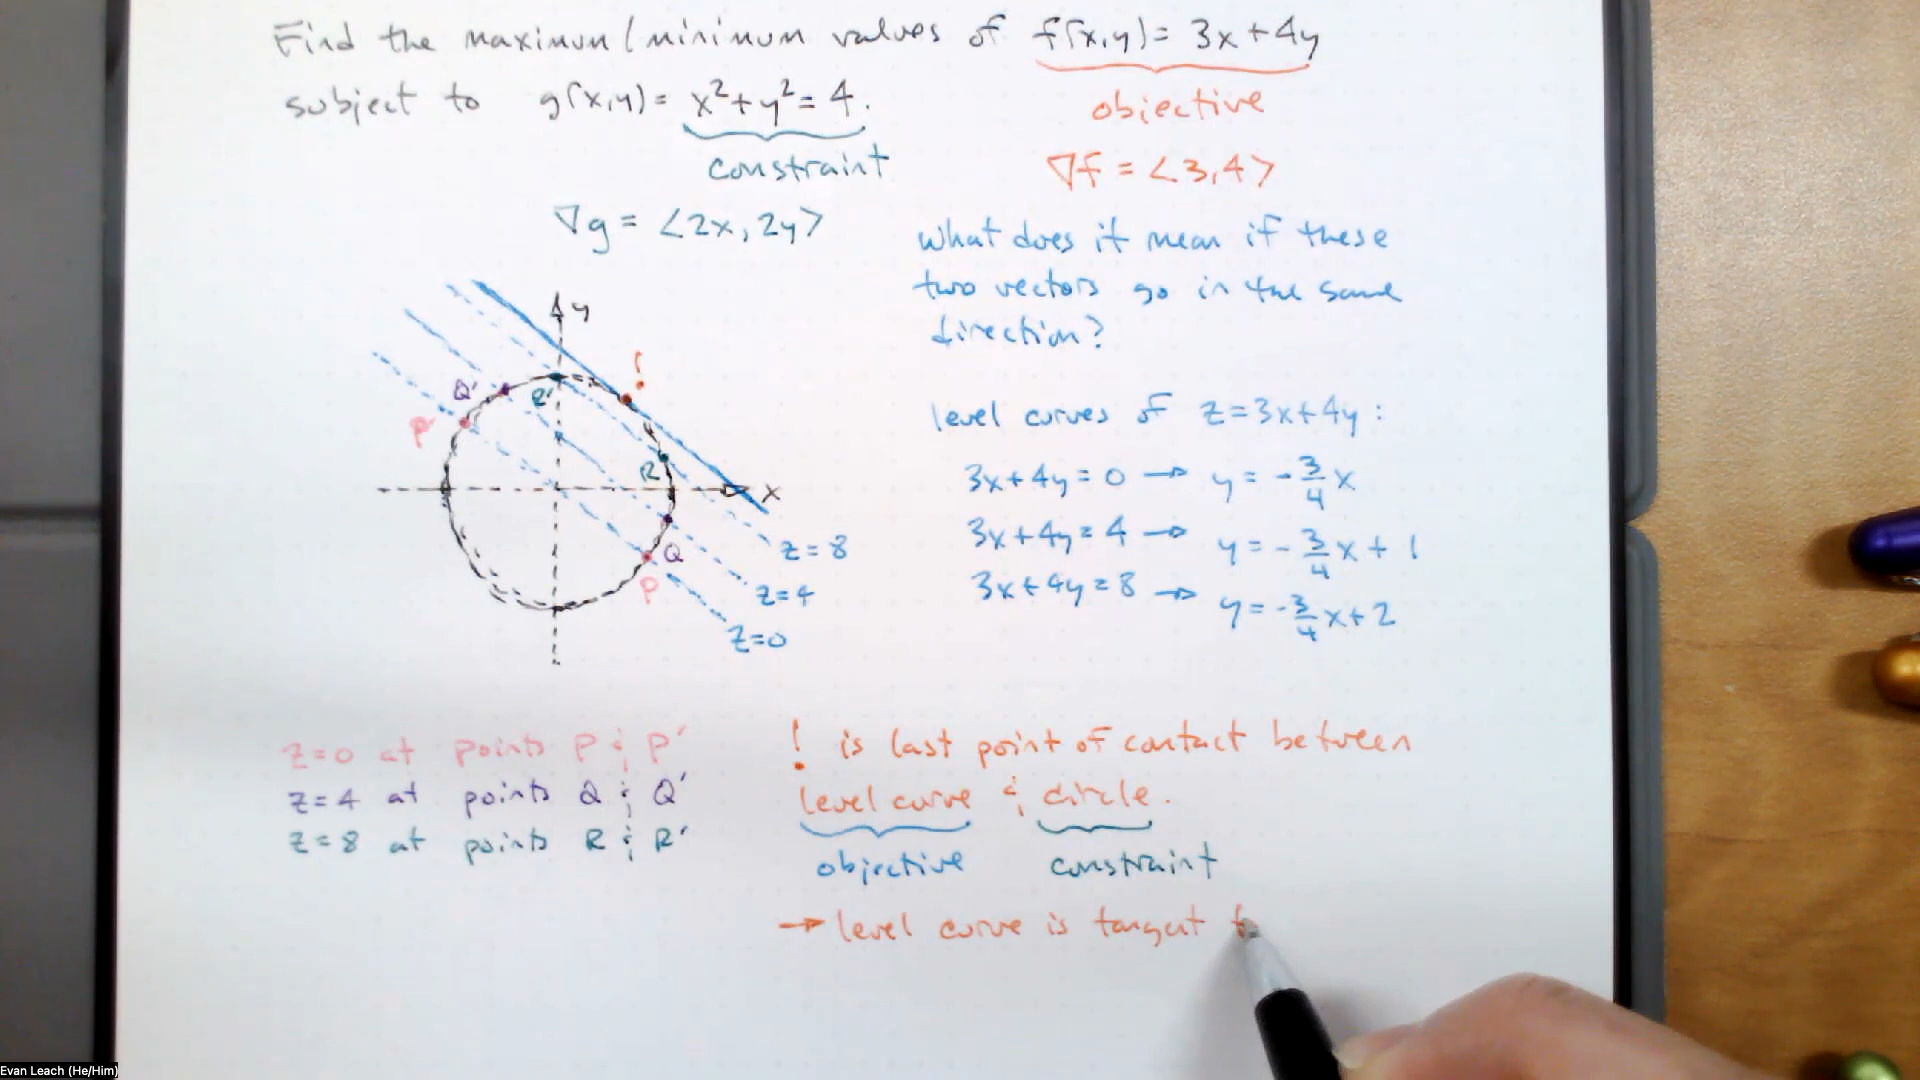 Find the maximum/minimum values of f(x,y) = 3x+4y
subject to g(x,y) = x²+y² = 4.
objective
constraint
∇f = <3,4>
∇g = <2x, 2y>
What does it mean if these
two vectors go in the same
direction?
y
!
Q'
R'
P'
R
x
Q
P
z=8
z=4
z=0
level curves of z=3x+4y:
3x+4y=0 → y = -3/4 x
3x+4y=4 → y = -3/4 x + 1
3x+4y=8 → y = -3/4 x + 2
z=0 at points P & P'
z=4 at points Q & Q'
z=8 at points R & R'
! is last point of contact between
level curve & circle.
objective constraint
→ level curve is tangent t
Evan Leach (He/Him)